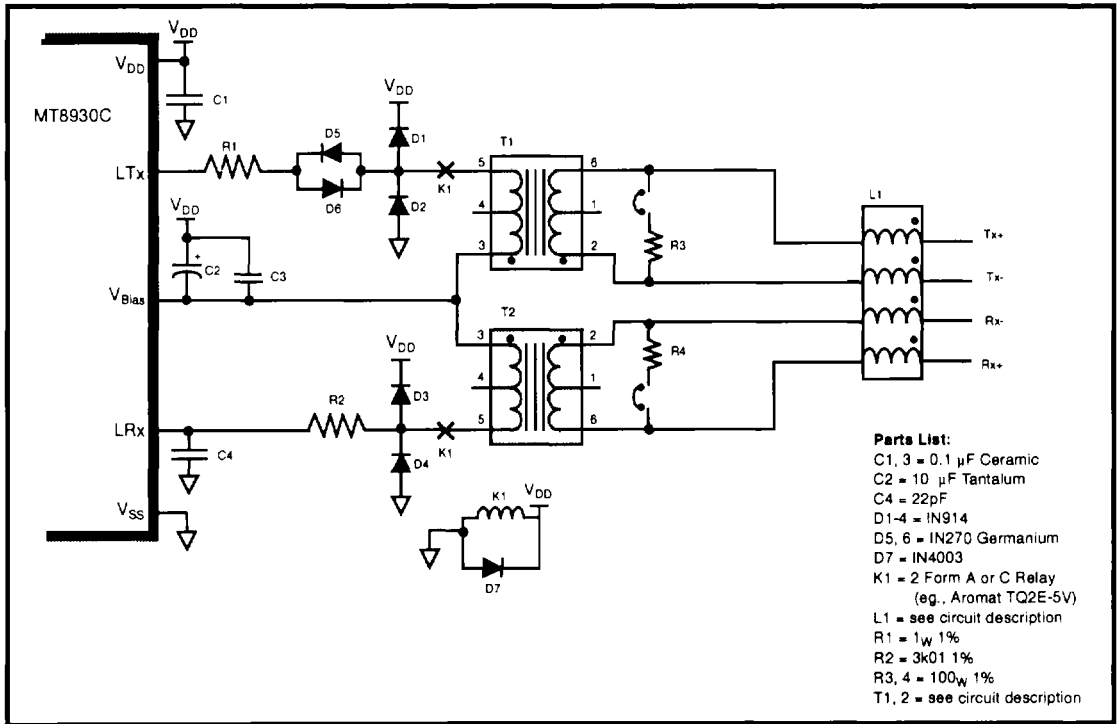 VDD
VDD
C1
MT8930C
LTx
R1
D5
D6
VDD
D1
D2
K1
T1
5
4
3
6
1
2
R3
L1
Tx+
Tx-
Rx-
Rx+
VDD
+
C2
C3
VBias
T2
3
4
5
2
1
6
R4
VDD
D3
D4
K1
R2
LRx
C4
VSS
K1
VDD
D7
Parts List:
C1, 3 = 0.1 µF Ceramic
C2 = 10 µF Tantalum
C4 = 22pF
D1-4 = IN914
D5, 6 = IN270 Germanium
D7 = IN4003
K1 = 2 Form A or C Relay
(eg., Aromat TQ2E-5V)
L1 = see circuit description
R1 = 1W 1%
R2 = 3k01 1%
R3, 4 = 100W 1%
T1, 2 = see circuit description